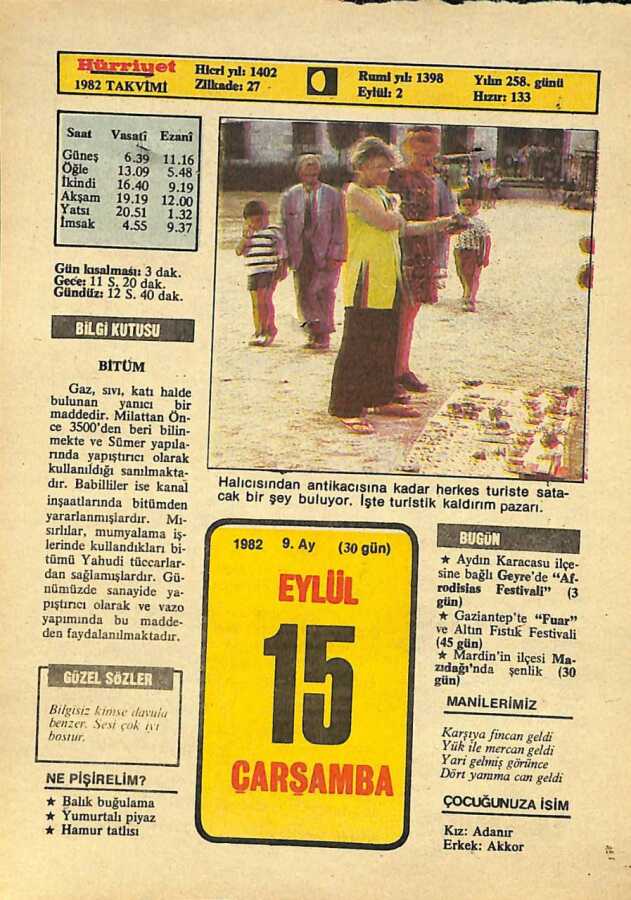 Hürriyet
1982 TAKVİMİ
Hicri yılı: 1402
Zilkade: 27
Rumi yılı: 1398
Eylül: 2
Yılın 258. günü
Hızır: 133
Saat Vasatî Ezanî
Güneş 6.39 11.16
Öğle 13.09 5.48
İkindi 16.40 9.19
Akşam 19.19 12.00
Yatsı 20.51 1.32
İmsak 4.55 9.37
Gün kısalması: 3 dak.
Gece: 11 S. 20 dak.
Gündüz: 12 S. 40 dak.
BİLGİ KUTUSU
BİTÜM
Gaz, sıvı, katı halde
bulunan yanıcı bir
maddedir. Milattan Ön-
ce 3500'den beri bilin-
mekte ve Sümer yapıla-
rında yapıştırıcı olarak
kullanıldığı sanılmakta-
dır. Babilliler ise kanal
inşaatlarında bitümden
yararlanmışlardır. Mı-
sırlılar, mumyalama iş-
lerinde kullandıkları bi-
tümü Yahudi tüccarlar-
dan sağlamışlardır. Gü-
nümüzde sanayide ya-
pıştırıcı olarak ve vazo
yapımında bu madde-
den faydalanılmaktadır.
GÜZEL SÖZLER
Bilgisiz kimse davula
benzer. Sesi çok iyi
boştur.
NE PİŞİRELİM?
★ Balık buğulama
★ Yumurtalı piyaz
★ Hamur tatlısı
Halıcısından antikacısına kadar herkes turiste sata-
cak bir şey buluyor. İşte turistik kaldırım pazarı.
1982 9. Ay (30 gün)
EYLÜL
15
ÇARŞAMBA
BUGÜN
★ Aydın Karacasu ilçe-
sine bağlı Geyre'de “Af-
rodisias Festivali” (3
gün)
★ Gaziantep'te “Fuar”
ve Altın Fıstık Festivali
(45 gün)
★ Mardin'in ilçesi Ma-
zıdağı'nda şenlik (30
gün)
MANİLERİMİZ
Karşıya fincan geldi
Yük ile mercan geldi
Yari gelmiş görünce
Dört yanıma can geldi
ÇOCUĞUNUZA İSİM
Kız: Adanır
Erkek: Akkor